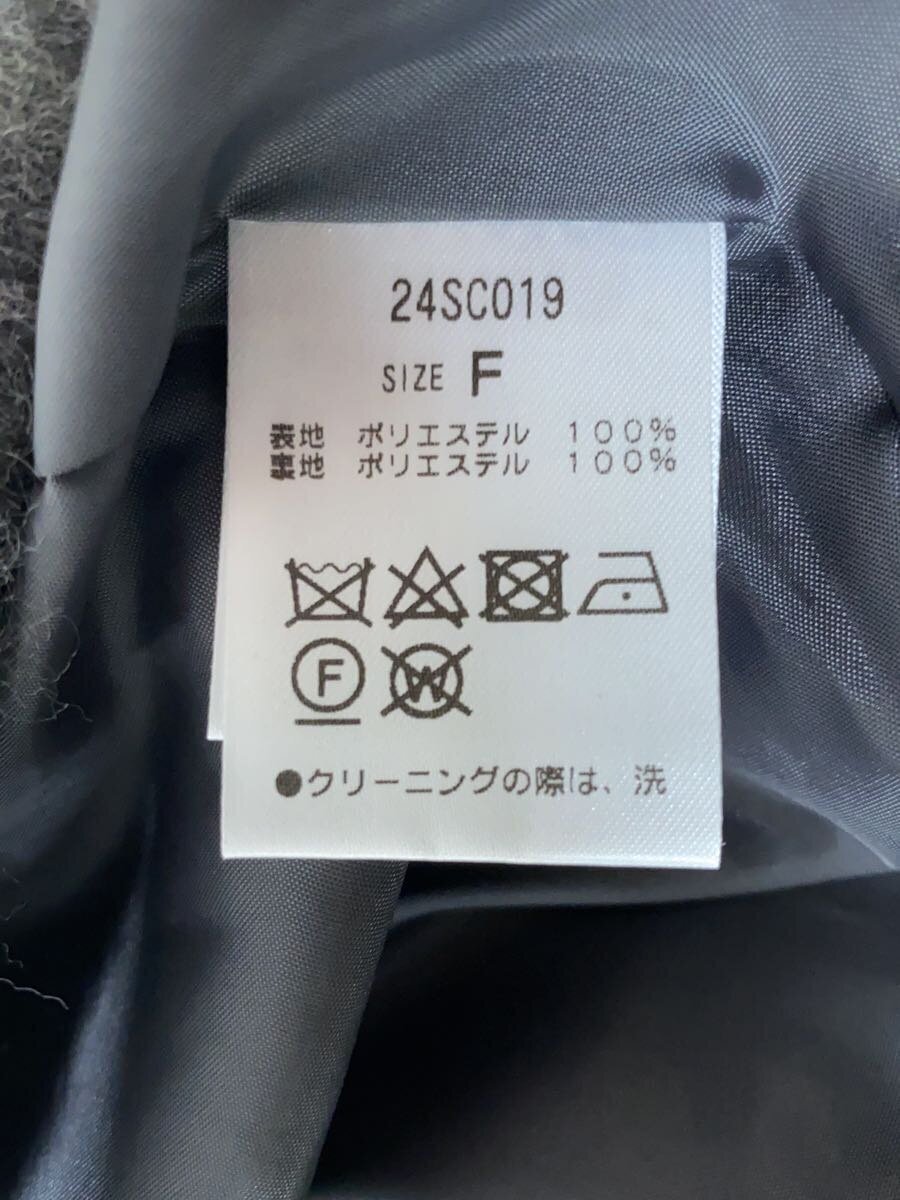 24SC019
SIZE F
表地 ポリエステル 100%
裏地 ポリエステル 100%
F
W
●クリーニングの際は、洗